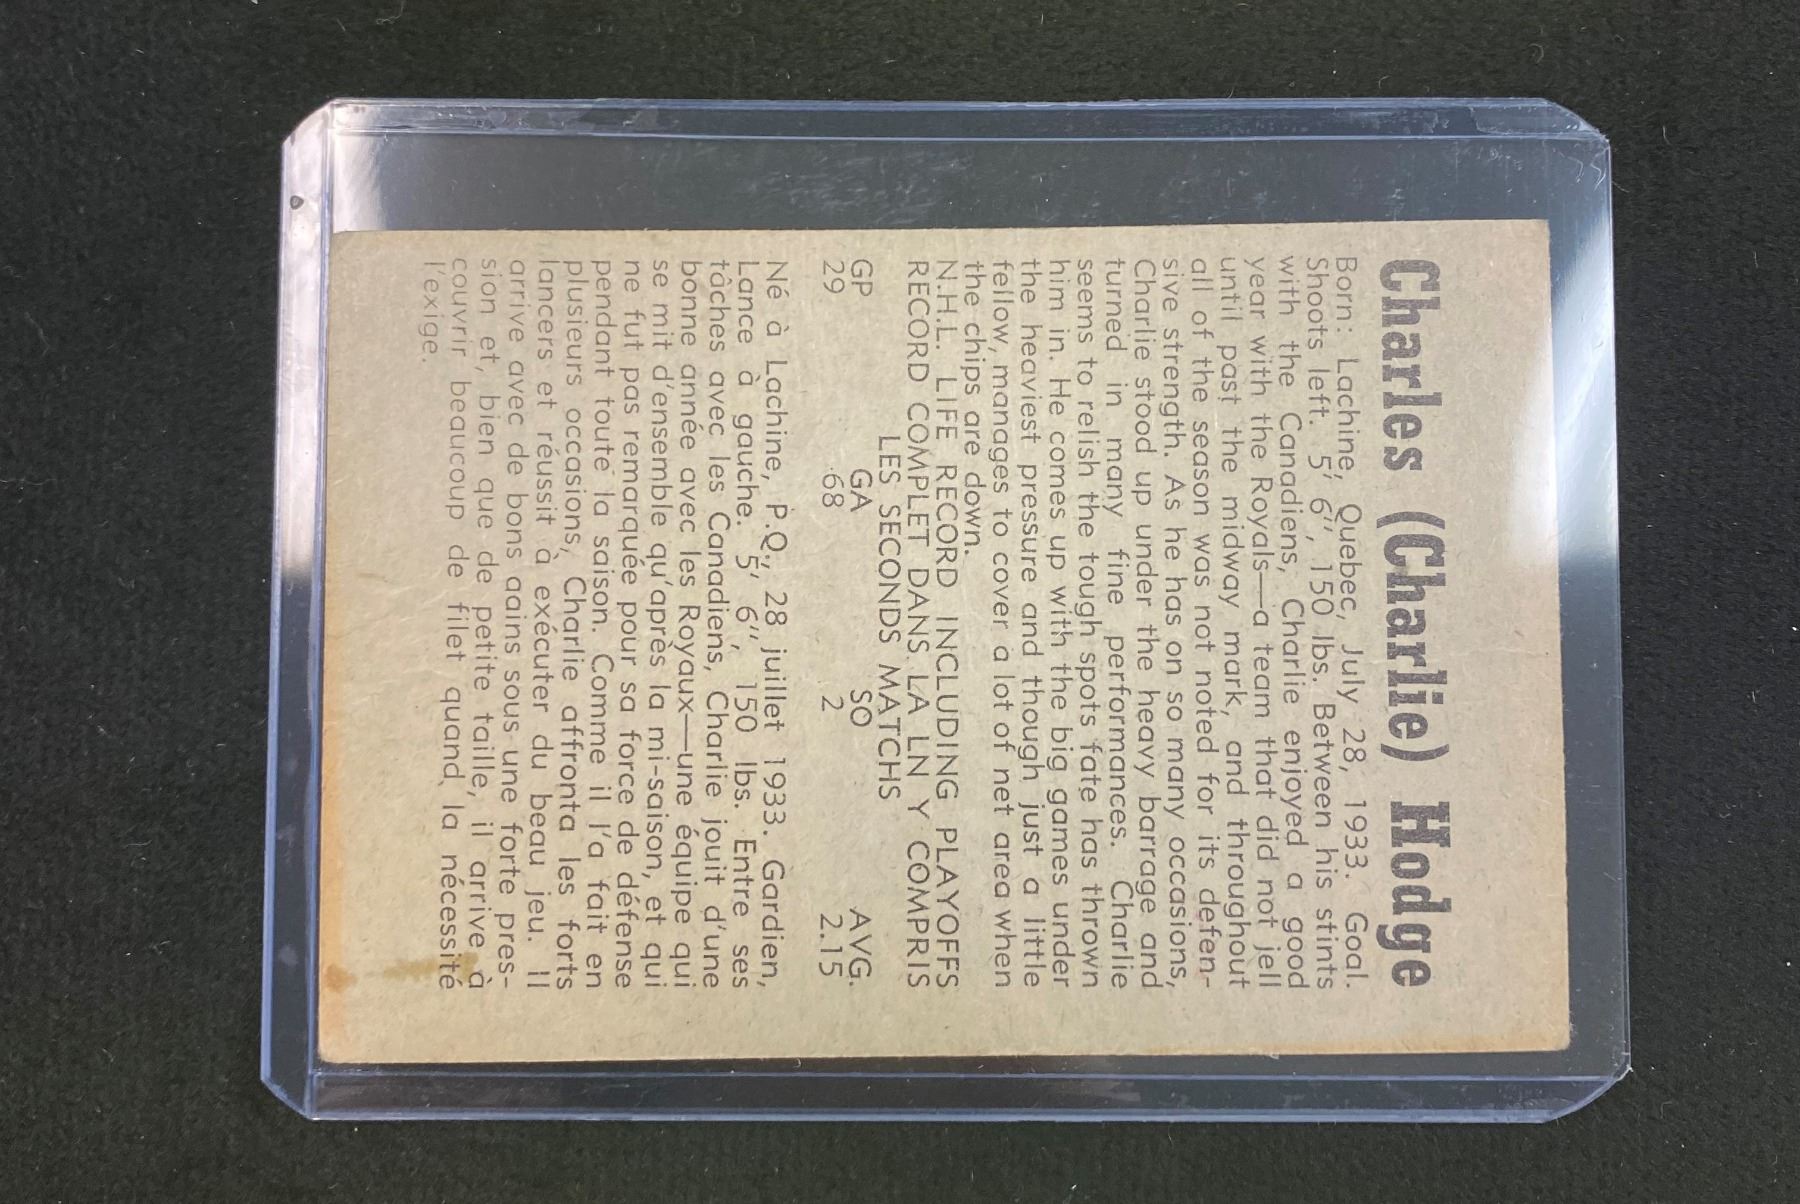 Charles (Charlie) Hodge
Born: Lachine, Quebec, July 28, 1933. Goal.
Shoots left. 5' 6'', 150 lbs. Between his stints
with the Canadiens, Charlie enjoyed a good
year with the Royals—a team that did not jell
until past the midway mark, and throughout
all of the season was not noted for its defen-
sive strength. As he has on so many occasions,
Charlie stood up under the heavy barrage and
turned in many fine performances. Charlie
seems to relish the tough spots fate has thrown
him in. He comes up with the big games under
the heaviest pressure and though just a little
fellow, manages to cover a lot of net area when
the chips are down.
N.H.L. LIFE RECORD INCLUDING PLAYOFFS
RECORD COMPLET DANS LA LN Y COMPRIS
LES SECONDS MATCHS
GP GA SO AVG.
29 68 2 2.15
Né à Lachine, P.Q., 28 juillet 1933. Gardien,
Lance à gauche. 5' 6'', 150 lbs. Entre ses
tâches avec les Canadiens, Charlie jouit d'une
bonne année avec les Royaux—une équipe qui
se mit d'ensemble qu'après la mi-saison, et qui
ne fut pas remarquée pour sa force de défense
pendant toute la saison. Comme il l'a fait en
plusieurs occasions, Charlie affronta les forts
lancers et réussit à exécuter du beau jeu. Il
arrive avec de bons gains sous une forte pres-
sion et, bien que de petite taille, il arrive à
couvrir beaucoup de filet quand la nécessité
l'exige.